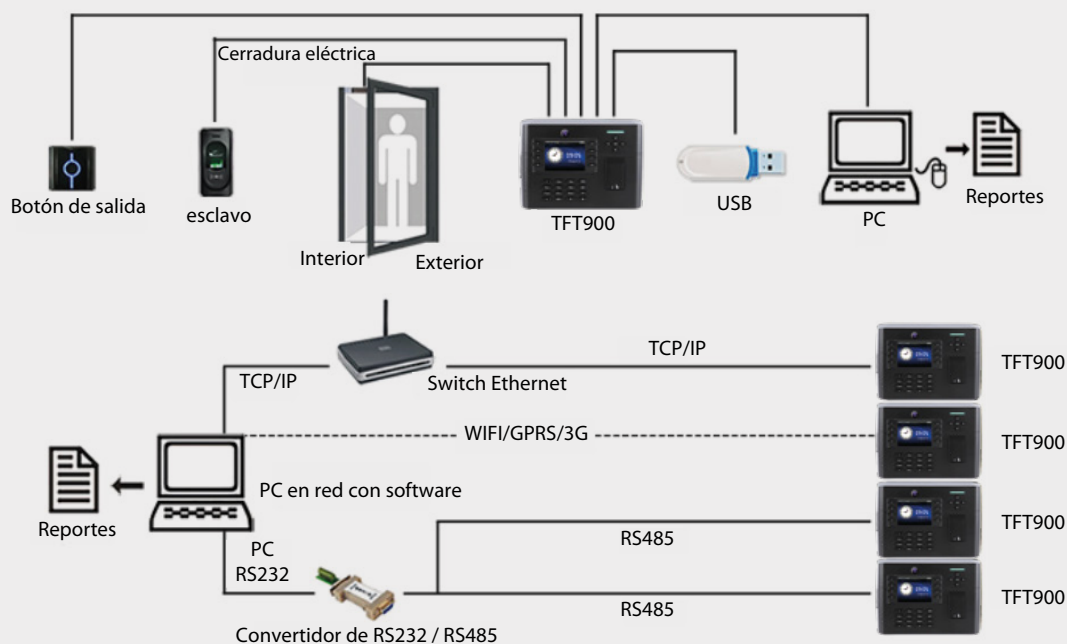 Cerradura eléctrica
Botón de salida
esclavo
Interior
Exterior
TFT900
USB
PC
Reportes
TCP/IP
TCP/IP
Switch Ethernet
TFT900
WIFI/GPRS/3G
TFT900
PC en red con software
Reportes
RS485
TFT900
PC
RS232
RS485
TFT900
Convertidor de RS232 / RS485